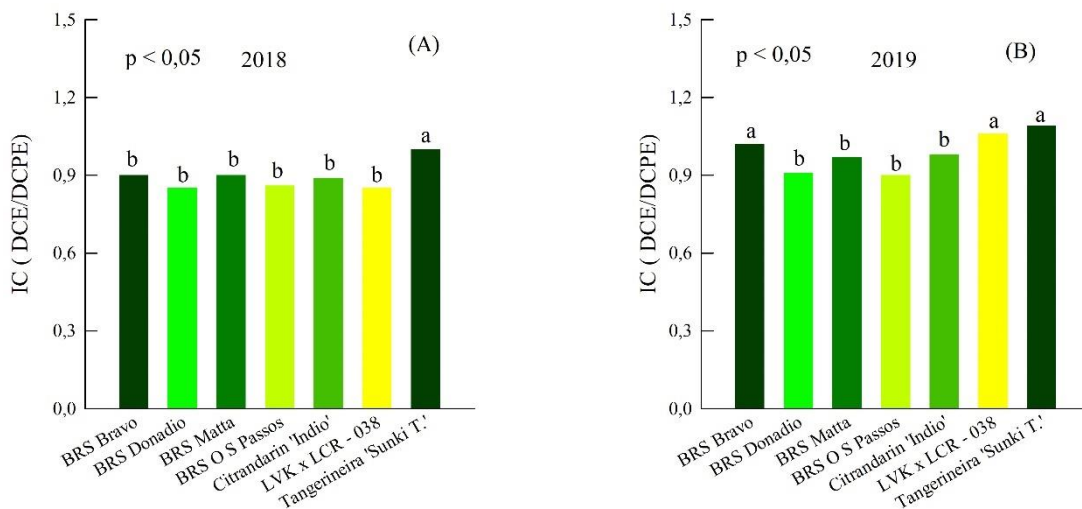 1,5
1,2
0,9
0,6
0,3
0,0
IC ( DCE/DCPE)
p < 0,05
2018
(A)
b
b
b
b
b
b
a
BRS Bravo
BRS Donadio
BRS Matta
BRS O S Passos
Citrandarin 'Indio'
LVK x LCR - 038
Tangerineira 'Sunki T.'
1,5
1,2
0,9
0,6
0,3
0,0
IC ( DCE/DCPE)
p < 0,05
2019
(B)
a
b
b
b
b
a
a
BRS Bravo
BRS Donadio
BRS Matta
BRS O S Passos
Citrandarin 'Indio'
LVK x LCR - 038
Tangerineira 'Sunki T.'